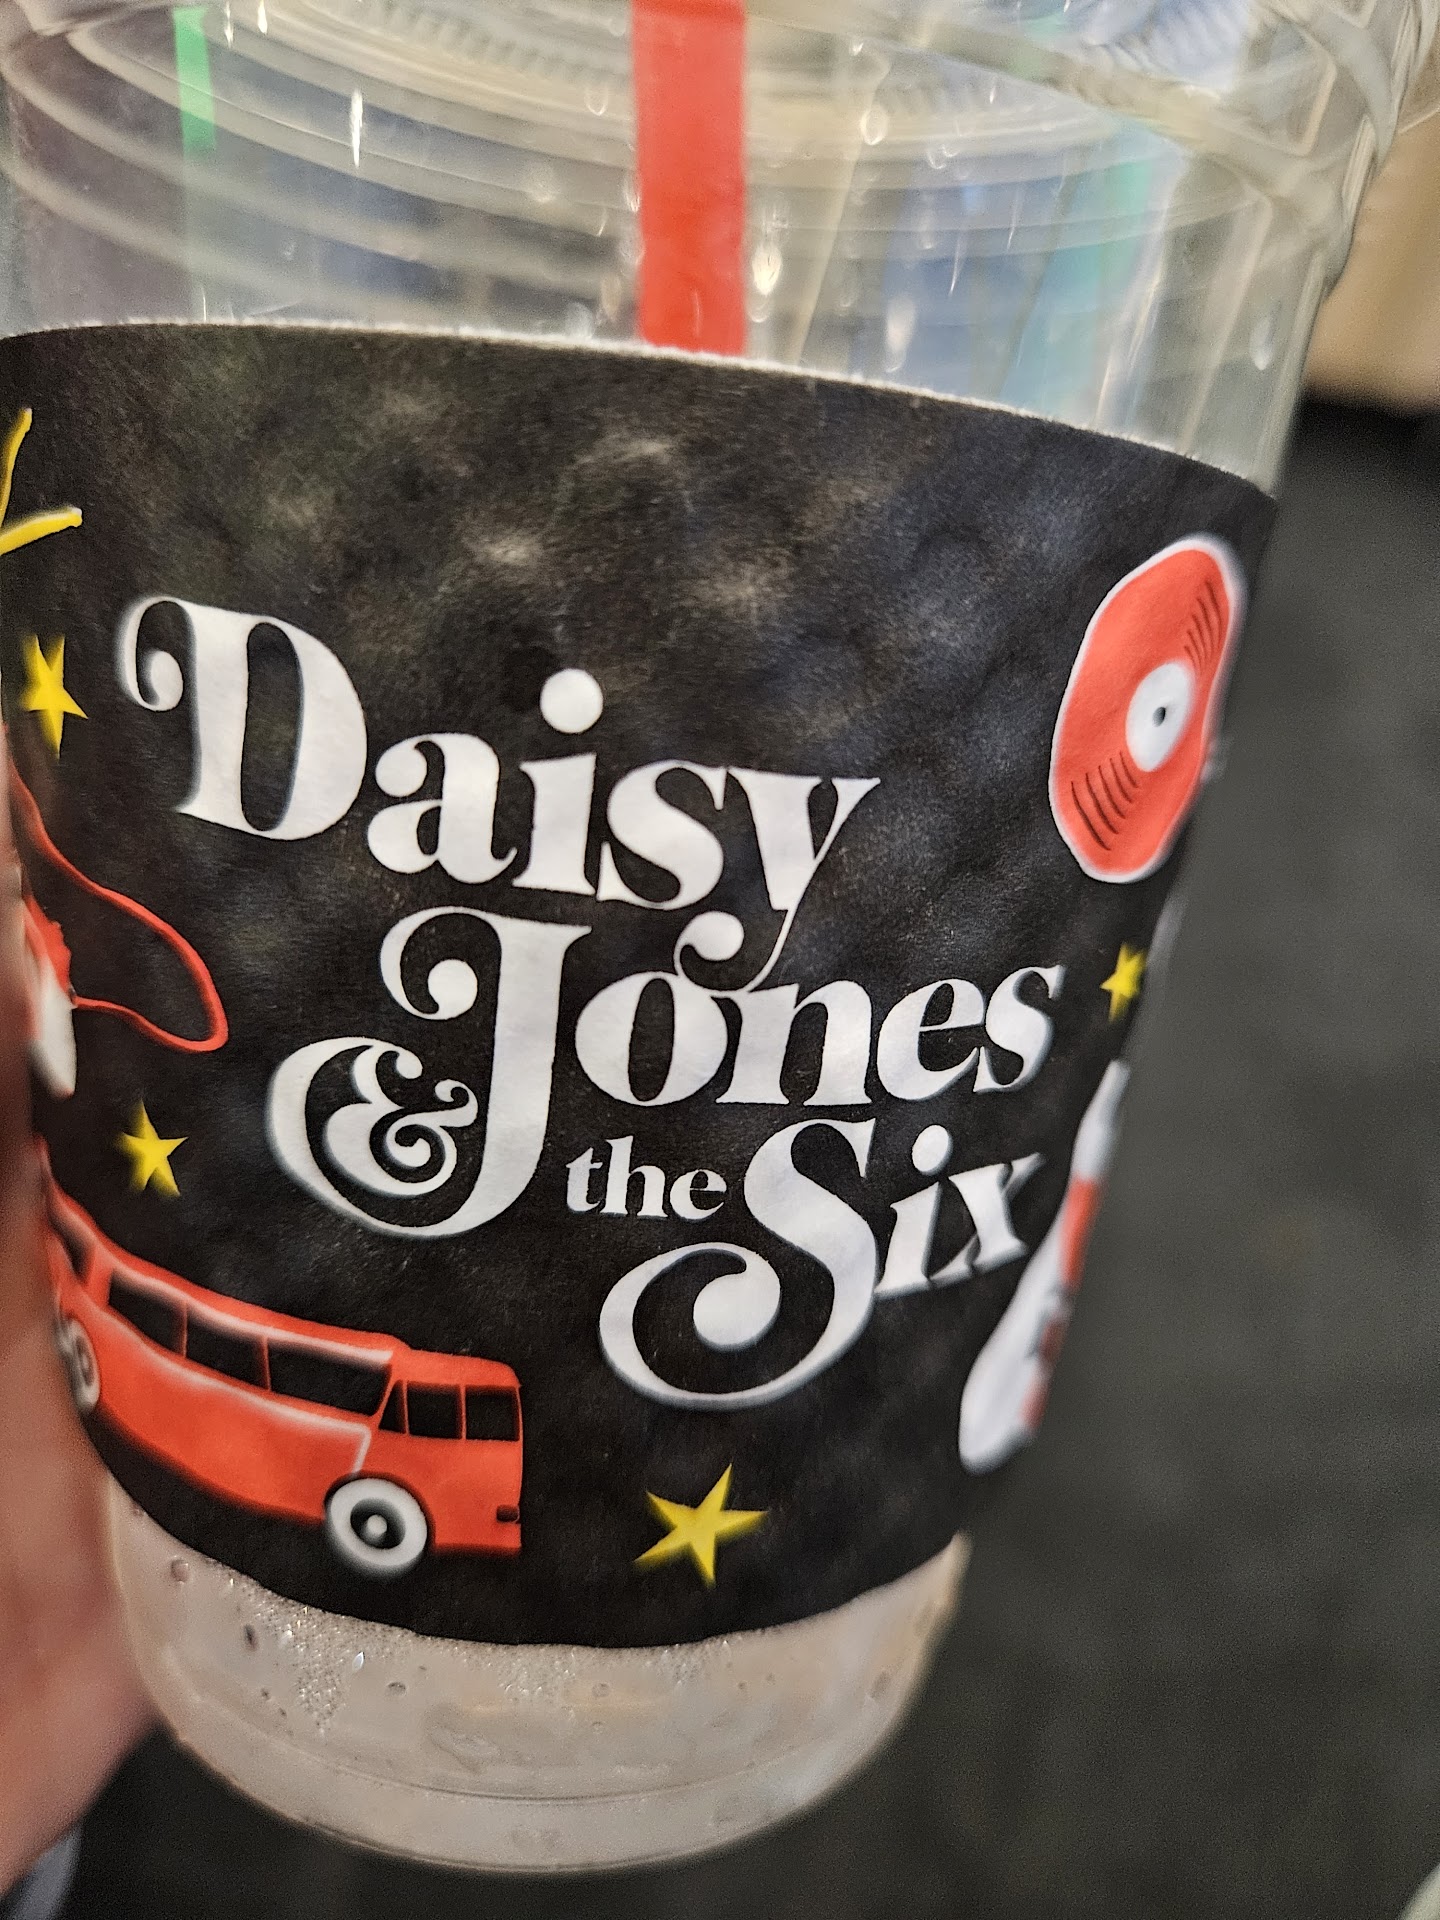 Daisy
Jones
& the Six